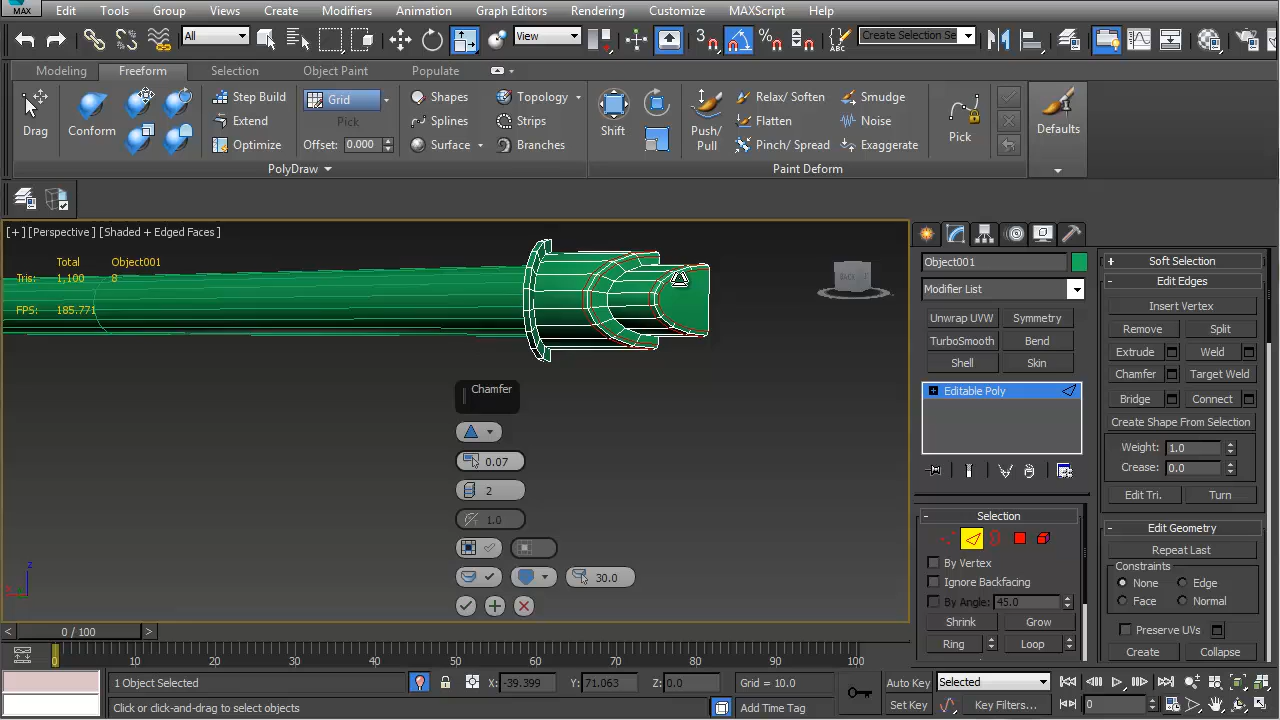 MAX Edit Tools Group Views Create Modifiers Animation Graph Editors Rendering Customize MAXScript Help
All View 3 % ABC Create Selection Se
Modeling Freeform Selection Object Paint Populate
Drag Conform Step Build Grid Shapes Topology Shift Push/ Pull Relax/ Soften Smudge Pick Defaults
Extend Pick Splines Strips Flatten Noise
Optimize Offset: 0.000 Surface Branches Pinch/ Spread Exaggerate
PolyDraw Paint Deform
[+] [Perspective] [Shaded + Edged Faces]
Total Object001
Tris: 1,100 8
FPS: 185.771
BACK
z
Chamfer
0.07
2
1.0
30.0
Object001
Modifier List
Unwrap UVW Symmetry
TurboSmooth Bend
Shell Skin
Editable Poly
Selection
By Vertex
Ignore Backfacing
By Angle: 45.0
Shrink Grow
Ring Loop
+ Soft Selection
- Edit Edges
Insert Vertex
Remove Split
Extrude Weld
Chamfer Target Weld
Bridge Connect
Create Shape From Selection
Weight: 1.0
Crease: 0.0
Edit Tri. Turn
- Edit Geometry
Repeat Last
Constraints
None Edge
Face Normal
Preserve UVs
Create Collapse
< 0 / 100 >
0 10 20 30 40 50 60 70 80 90 100
1 Object Selected X: -39.399 Y: 71.063 Z: 0.0 Grid = 10.0 Auto Key Selected
Click or click-and-drag to select objects Add Time Tag Set Key Key Filters... 0